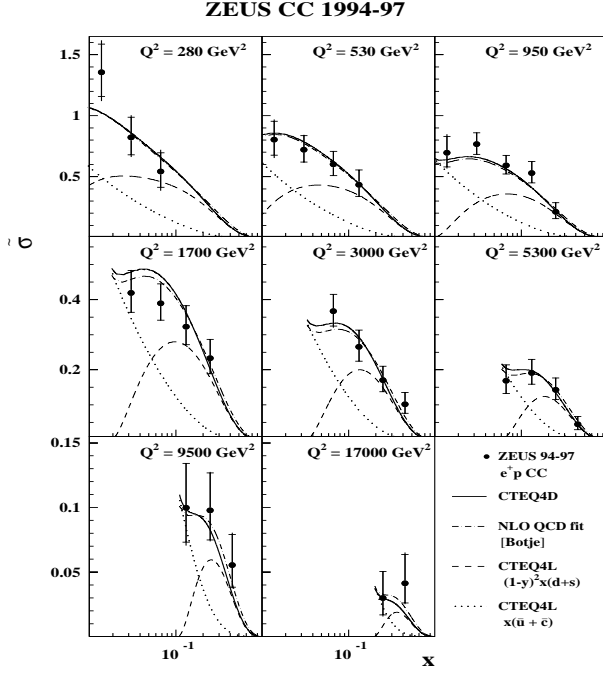 ZEUS CC 1994-97
Q² = 280 GeV²
Q² = 530 GeV²
Q² = 950 GeV²
1.5
1
0.5
σ̃
Q² = 1700 GeV²
Q² = 3000 GeV²
Q² = 5300 GeV²
0.4
0.2
Q² = 9500 GeV²
Q² = 17000 GeV²
0.15
0.1
0.05
ZEUS 94-97
e⁺p CC
CTEQ4D
NLO QCD fit
[Botje]
CTEQ4L
(1-y)²x(d+s)
CTEQ4L
x(ū + c̄)
10⁻¹
10⁻¹
x